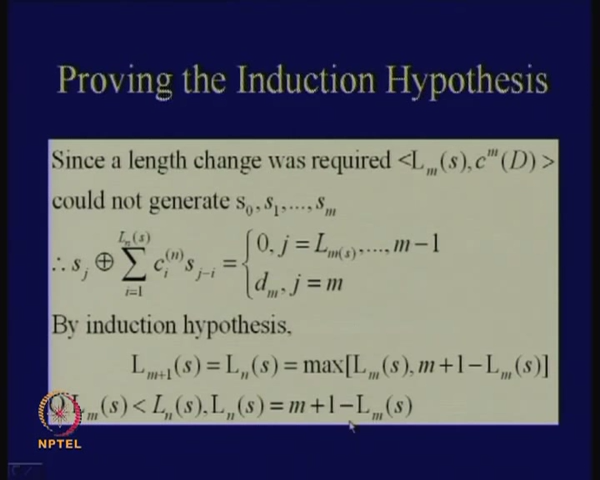 Proving the Induction Hypothesis
Since a length change was required <L_m(s), c^m(D)>
could not generate s_0, s_1, ..., s_m
∴ s_j ⊕ ∑_{i=1}^{L_n(s)} c_i^{(n)} s_{j-i} = { 0, j = L_{m(s)}, ..., m-1
d_m, j = m
By induction hypothesis,
L_{m+1}(s) = L_n(s) = max[L_m(s), m+1-L_m(s)]
L_m(s) < L_n(s), L_n(s) = m+1-L_m(s)
NPTEL